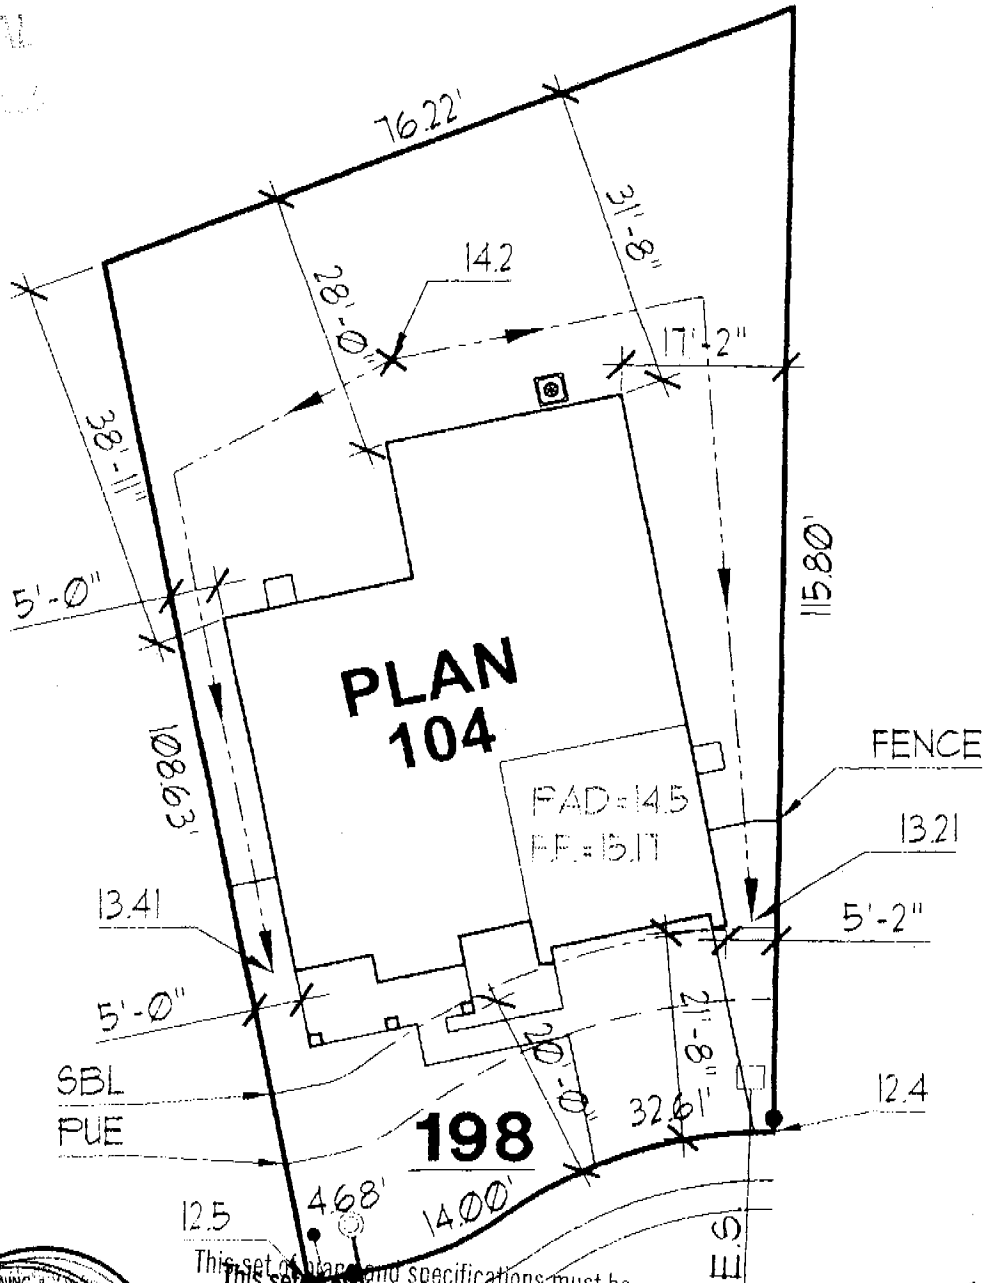 76.22'
31'-8"
14.2
28'-0"
17'-2"
38'-11"
5'-0"
115.80'
PLAN
104
108.63'
FENCE
PAD=14.5
F.F.=15.17
13.21
13.41
5'-2"
5'-0"
21'-8"
20'-0"
SBL
PUE
32.61'
12.4
198
4.68'
14.00'
12.5
This set of plans and specifications must be
This set
E.S.